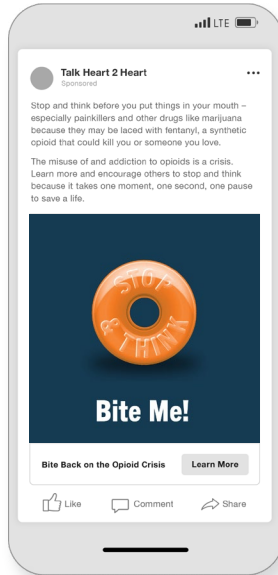 LTE
Talk Heart 2 Heart
Sponsored
Stop and think before you put things in your mouth –
especially painkillers and other drugs like marijuana
because they may be laced with fentanyl, a synthetic
opioid that could kill you or someone you love.
The misuse of and addiction to opioids is a crisis.
Learn more and encourage others to stop and think
because it takes one moment, one second, one pause
to save a life.
STOP
& THINK
Bite Me!
Bite Back on the Opioid Crisis
Learn More
Like
Comment
Share